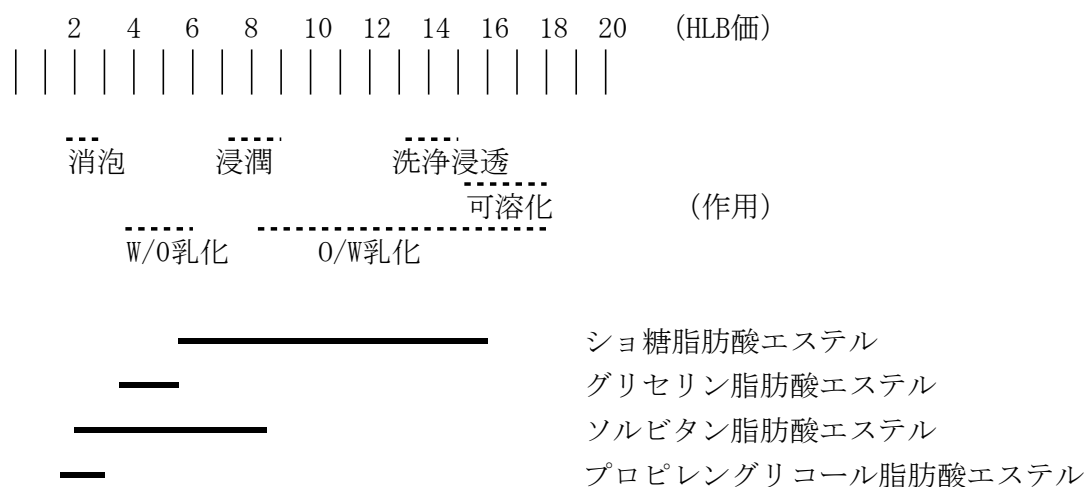 2 4 6 8 10 12 14 16 18 20 (HLB価)
消泡 浸潤 洗浄浸透
可溶化 (作用)
W/O乳化 O/W乳化
ショ糖脂肪酸エステル
グリセリン脂肪酸エステル
ソルビタン脂肪酸エステル
プロピレングリコール脂肪酸エステル